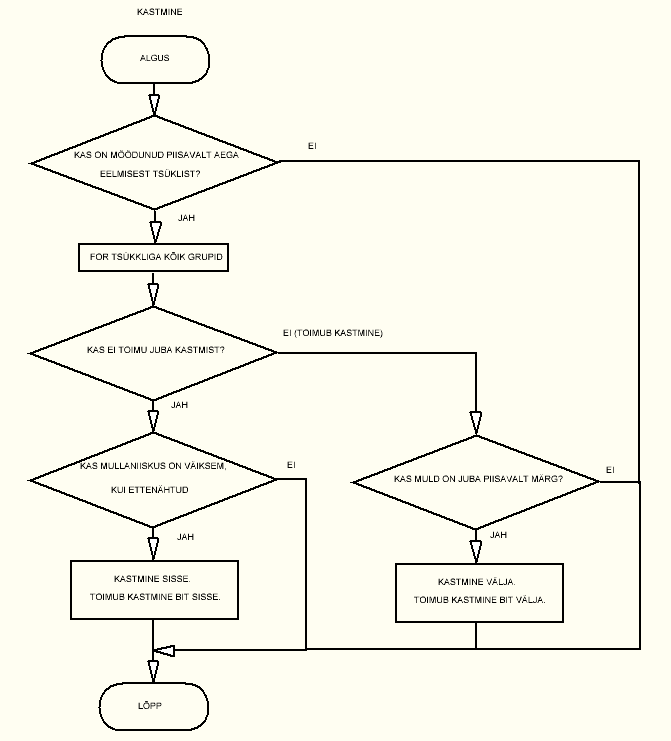 KASTMINE
ALGUS
KAS ON MÖÖDUNUD PIISAVALT AEGA
EELMISEST TSÜKLIST?
EI
JAH
FOR TSÜKKLIGA KÕIK GRUPID
KAS EI TOIMU JUBA KASTMIST?
EI (TOIMUB KASTMINE)
JAH
KAS MULLANIISKUS ON VÄIKSEM,
KUI ETTENÄHTUD
EI
KAS MULD ON JUBA PIISAVALT MÄRG?
EI
JAH
JAH
KASTMINE SISSE.
TOIMUB KASTMINE BIT SISSE.
KASTMINE VÄLJA.
TOIMUB KASTMINE BIT VÄLJA.
LÕPP